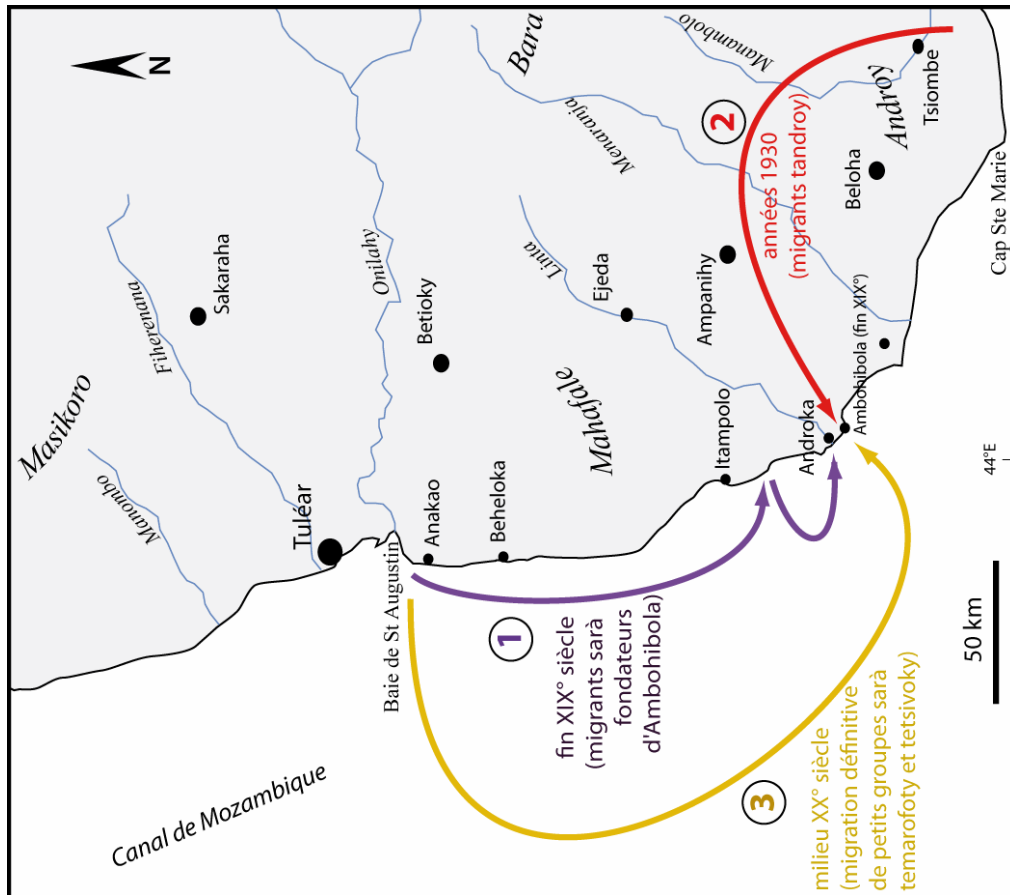 N
Masikoro
Bara
Manombo
Fiherenana
Sakaraha
Tuléar
Onilahy
Baie de St Augustin
Anakao
Betioky
Beheloka
Mahafale
Menaranja
Manambolo
Linta
Ejeda
Itampolo
Ampanihy
Androka
Ambohibola (fin XIX°)
Beloha
Androy
Tsiombe
Cap Ste Marie
Canal de Mozambique
1
fin XIX° siècle
(migrants sarà
fondateurs
d'Ambohibola)
2
années 1930
(migrants tandroy)
3
milieu XX° siècle
(migration définitive
de petits groupes sarà
temarofoty et tetsivoky)
50 km
44°E